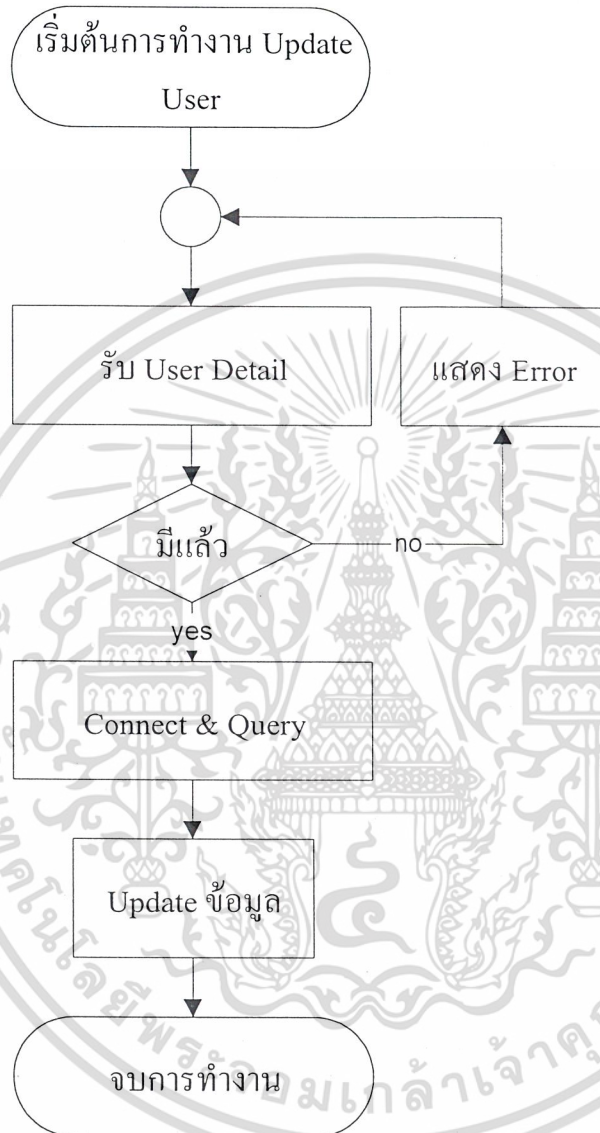 เริ่มต้นการทำงาน Update
User
รับ User Detail
แสดง Error
มีแล้ว
no
yes
Connect & Query
Update ข้อมูล
จบการทำงาน